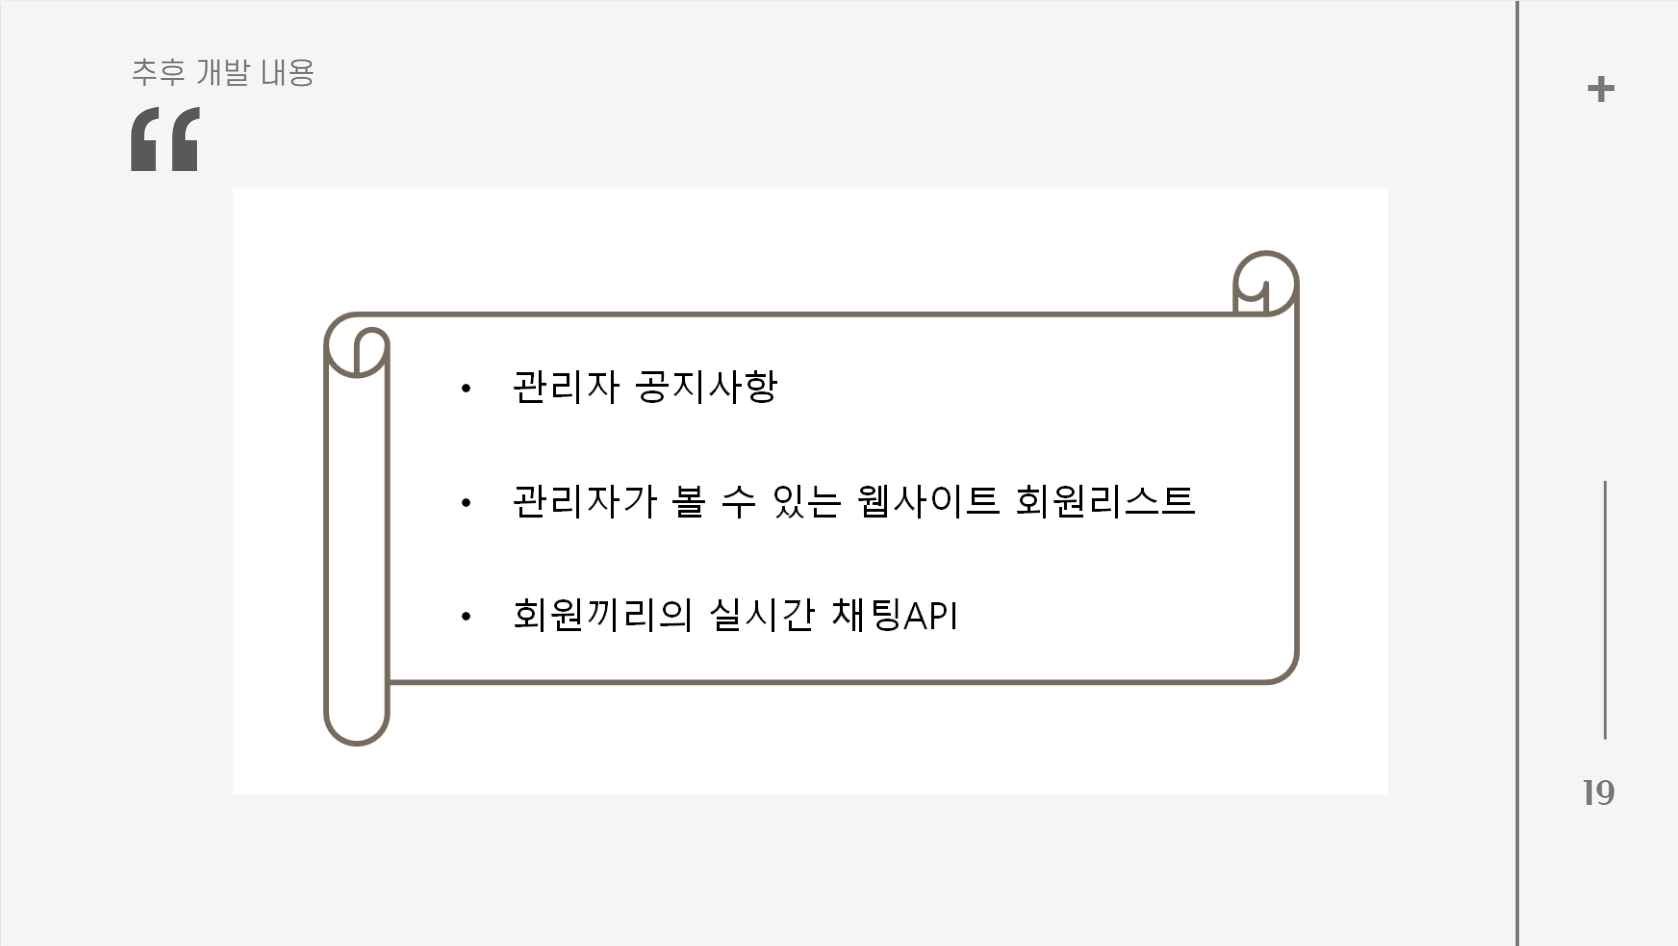 추후 개발 내용
“
+
• 관리자 공지사항
• 관리자가 볼 수 있는 웹사이트 회원리스트
• 회원끼리의 실시간 채팅API
19